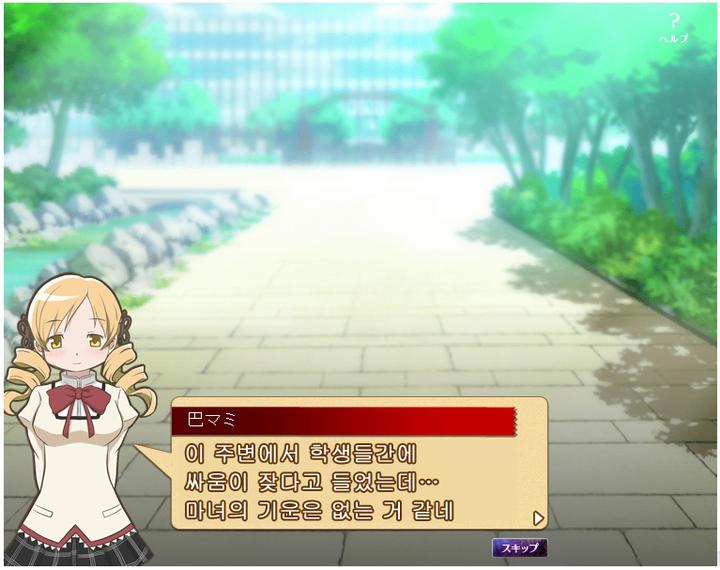 ?
ヘルプ
巴マミ
이 주변에서 학생들간에
싸움이 잦다고 들었는데…
마녀의 기운은 없는 거 같네
スキップ